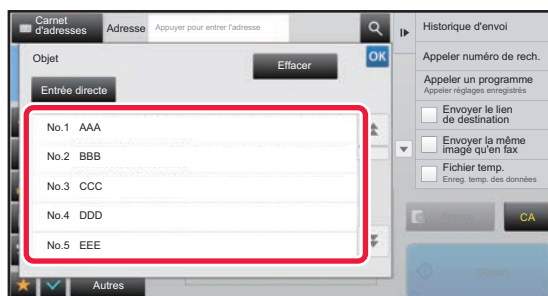 Carnet
d'adresses
Adresse
Appuyer pour entrer l'adresse
Historique d'envoi
Objet
Effacer
OK
Appeler numéro de rech.
Entrée directe
Appeler un programme
Appeler réglages enregistrés
No.1 AAA
Envoyer le lien
de destination
No.2 BBB
Envoyer la même
image qu'en fax
No.3 CCC
Fichier temp.
Enreg. temp. des données
No.4 DDD
CA
No.5 EEE
Autres